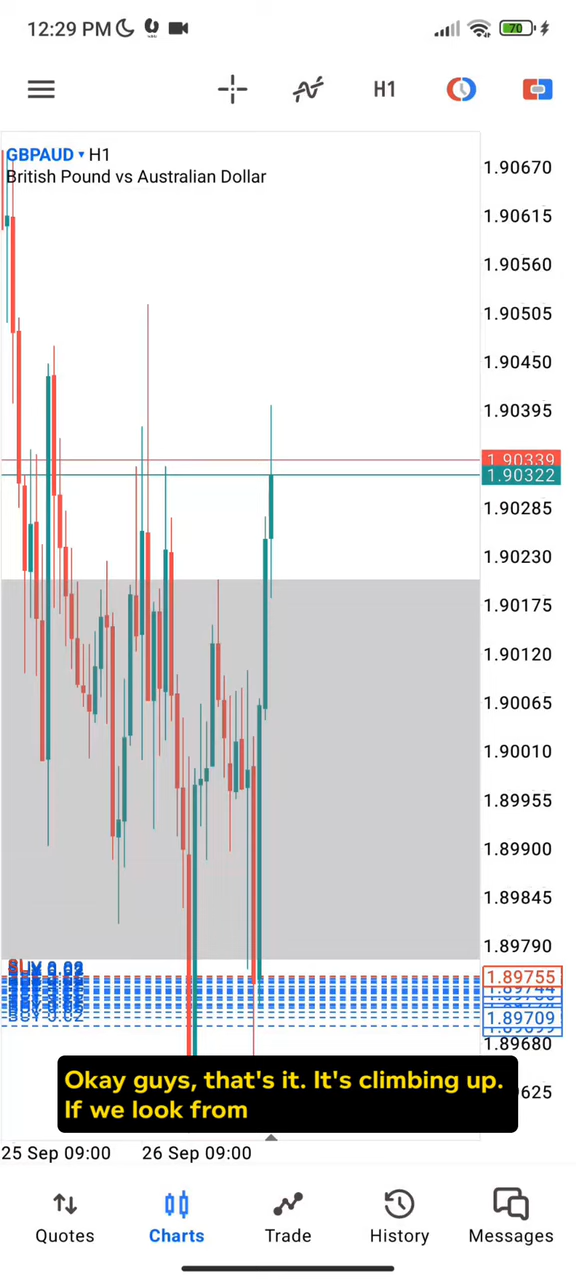 12:29 PM
70
H1
GBPAUD H1
British Pound vs Australian Dollar
1.90670
1.90615
1.90560
1.90505
1.90450
1.90395
1.90339
1.90322
1.90285
1.90230
1.90175
1.90120
1.90065
1.90010
1.89955
1.89900
1.89845
1.89790
1.89755
1.89709
1.89680
Okay guys, that's it. It's climbing up.
If we look from
25 Sep 09:00 26 Sep 09:00
Quotes Charts Trade History Messages